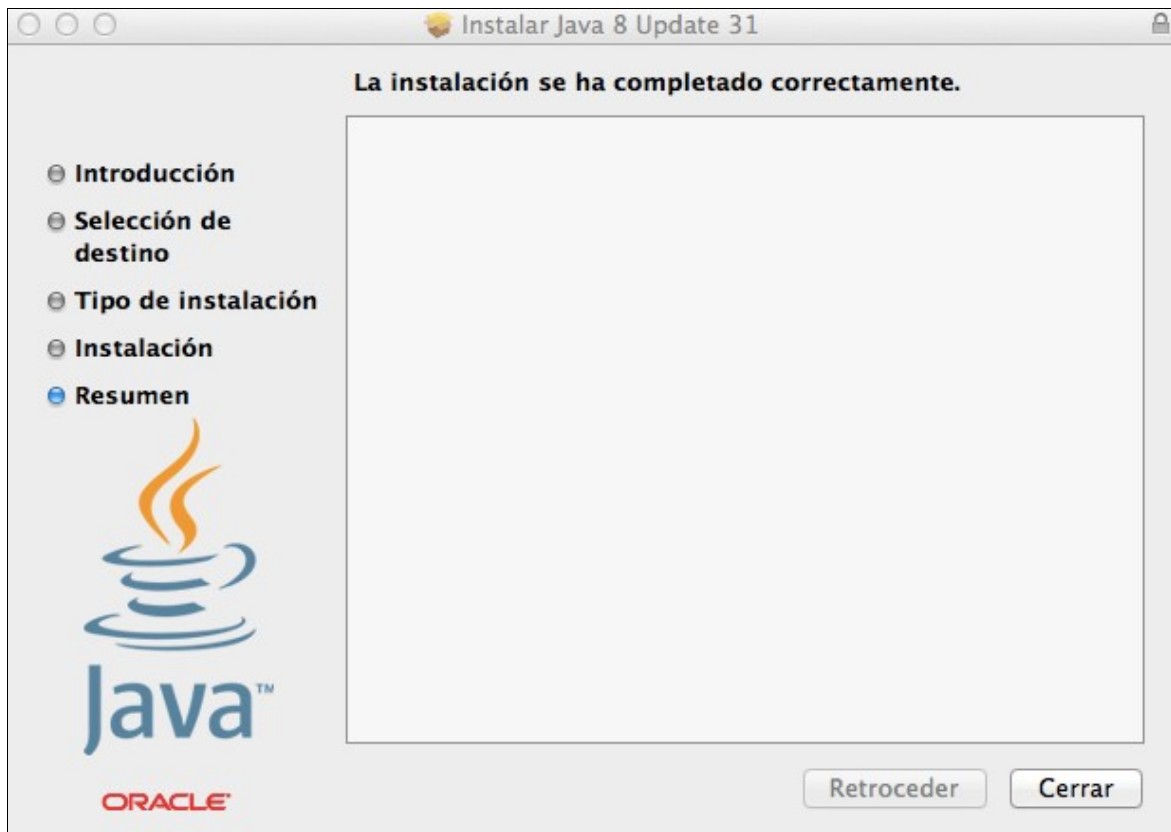 Instalar Java 8 Update 31
La instalación se ha completado correctamente.
Introducción
Selección de
destino
Tipo de instalación
Instalación
Resumen
Java™
ORACLE®
Retroceder
Cerrar